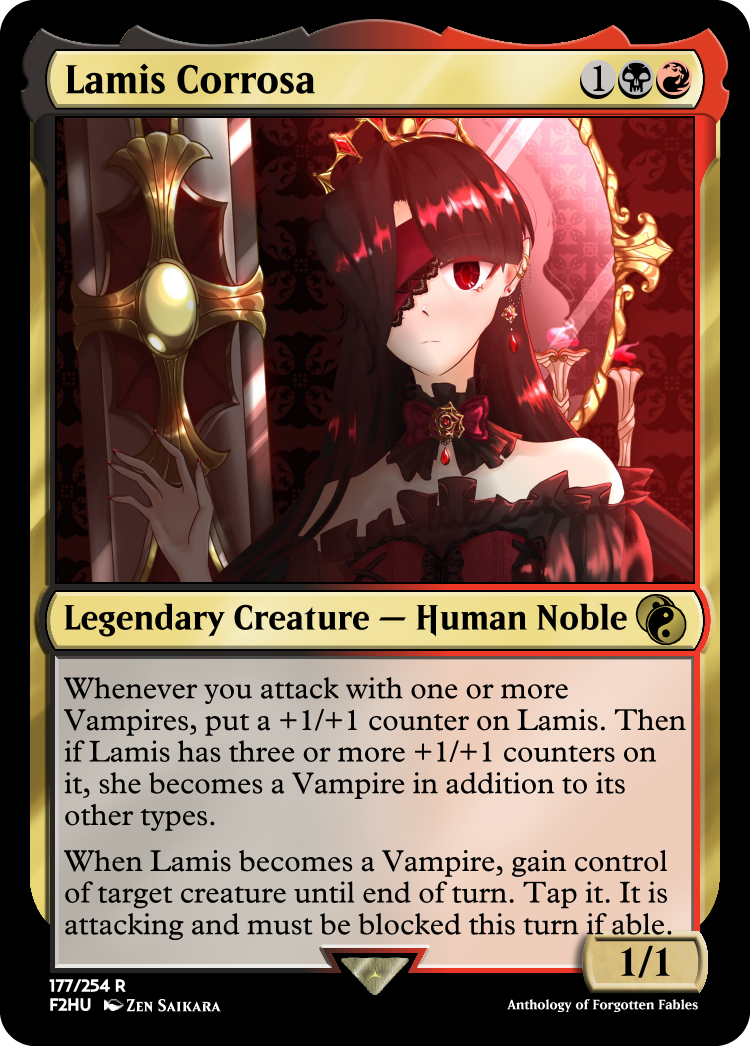 Lamis Corrosa 1
Legendary Creature — Human Noble
Whenever you attack with one or more
Vampires, put a +1/+1 counter on Lamis. Then
if Lamis has three or more +1/+1 counters on
it, she becomes a Vampire in addition to its
other types.
When Lamis becomes a Vampire, gain control
of target creature until end of turn. Tap it. It is
attacking and must be blocked this turn if able.
1/1
177/254 R
F2HU Zen Saikara
Anthology of Forgotten Fables